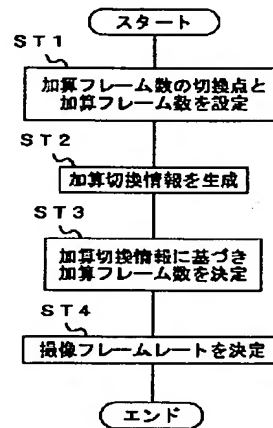 スタート
ST1
加算フレーム数の切換点と
加算フレーム数を設定
ST2
加算切換情報を生成
ST3
加算切換情報に基づき
加算フレーム数を決定
ST4
撮像フレームレートを決定
エンド